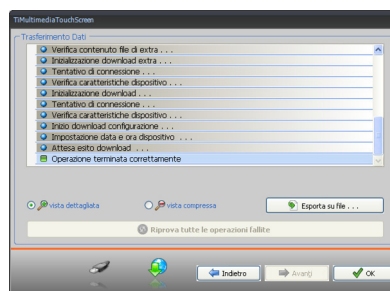 TiMultimediaTouchScreen
Trasferimento Dati
Verifica contenuto file di extra . . .
Inizializzazione download extra . . .
Tentativo di connessione . . .
Verifica caratteristiche dispositivo . . .
Inizializzazione download . . .
Tentativo di connessione . . .
Verifica caratteristiche dispositivo . . .
Inizio download configurazione . . .
Impostazione data e ora dispositivo . . .
Attesa esito download . . .
Operazione terminata correttamente
vista dettagliata
vista compressa
Esporta su file . . .
Riprova tutte le operazioni fallite
Indietro
Avanti
OK